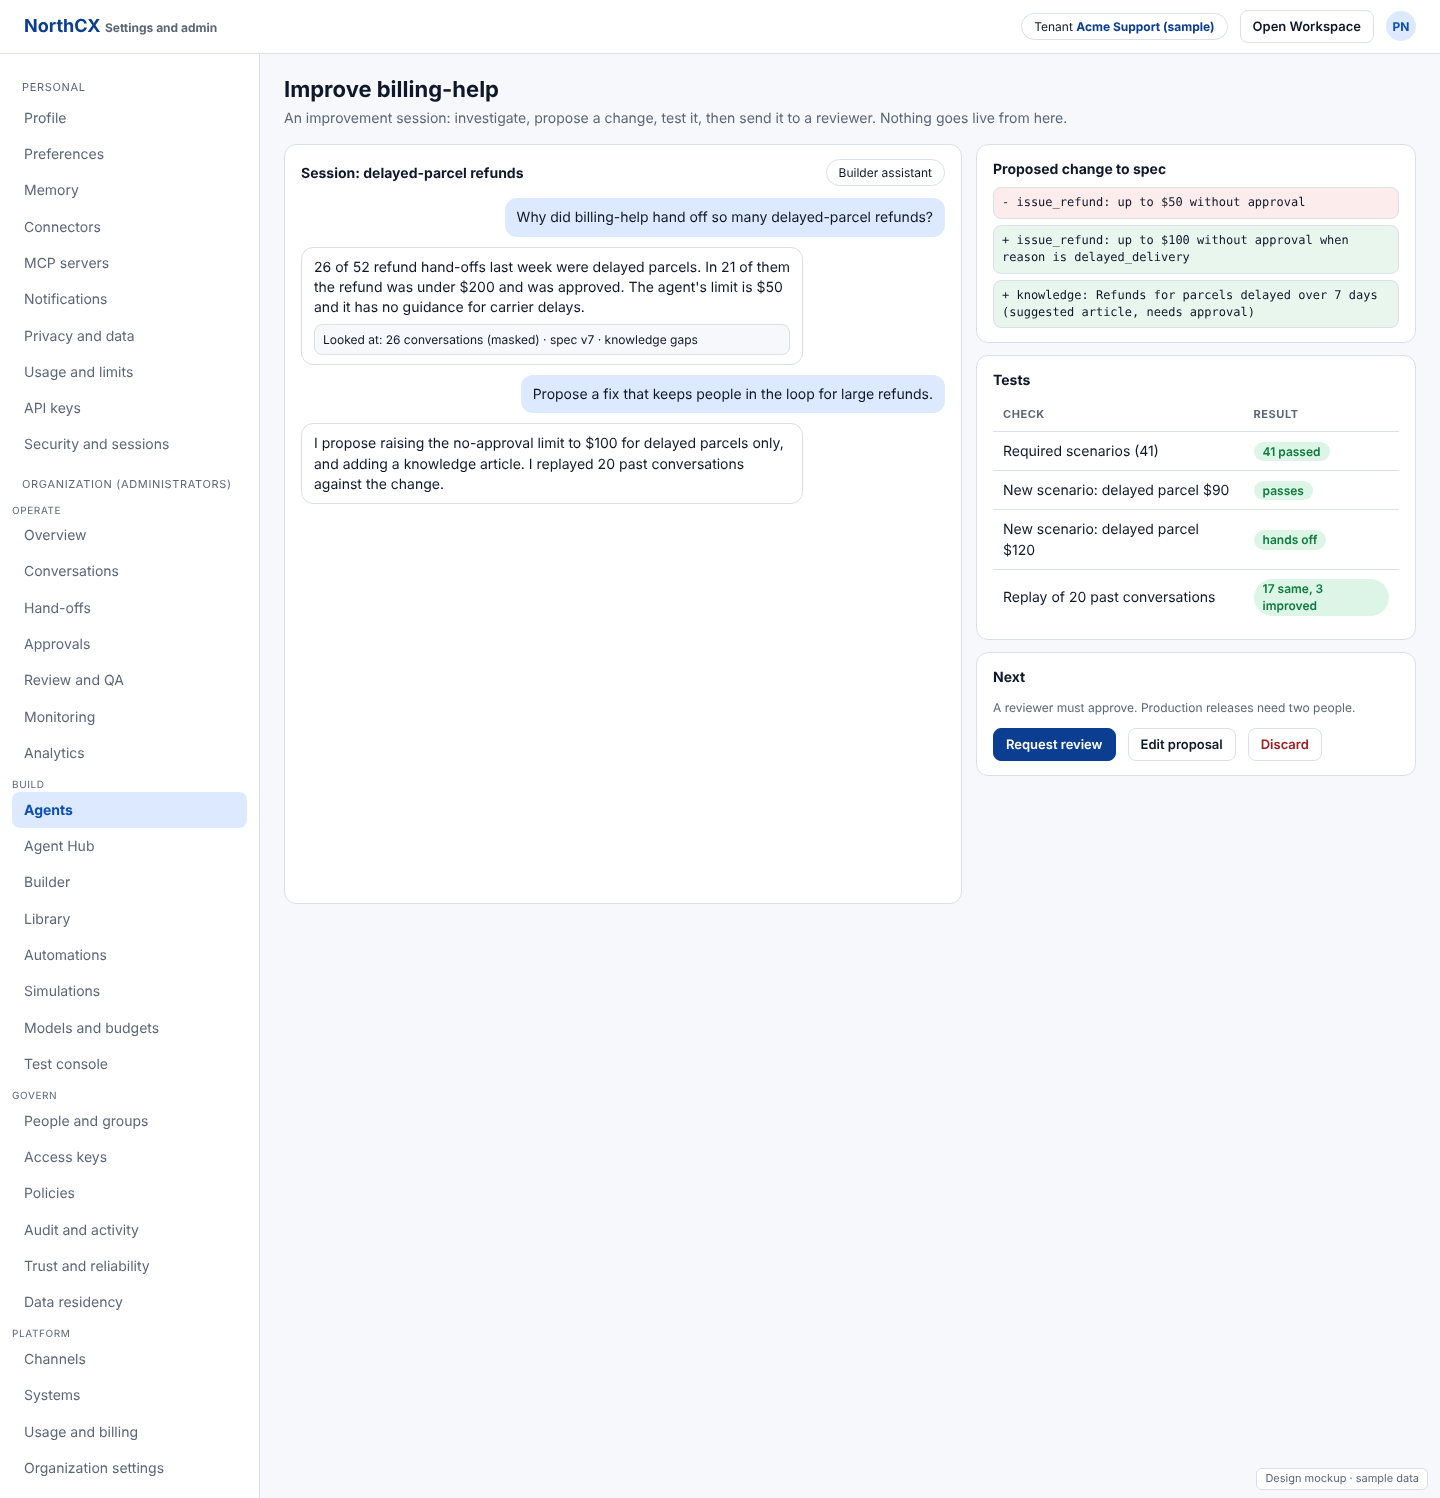 NorthCX Settings and admin
Tenant Acme Support (sample)
Open Workspace
PN
PERSONAL
Profile
Preferences
Memory
Connectors
MCP servers
Notifications
Privacy and data
Usage and limits
API keys
Security and sessions
ORGANIZATION (ADMINISTRATORS)
OPERATE
Overview
Conversations
Hand-offs
Approvals
Review and QA
Monitoring
Analytics
BUILD
Agents
Agent Hub
Builder
Library
Automations
Simulations
Models and budgets
Test console
GOVERN
People and groups
Access keys
Policies
Audit and activity
Trust and reliability
Data residency
PLATFORM
Channels
Systems
Usage and billing
Organization settings
Improve billing-help
An improvement session: investigate, propose a change, test it, then send it to a reviewer. Nothing goes live from here.
Session: delayed-parcel refunds
Builder assistant
Why did billing-help hand off so many delayed-parcel refunds?
26 of 52 refund hand-offs last week were delayed parcels. In 21 of them
the refund was under $200 and was approved. The agent's limit is $50
and it has no guidance for carrier delays.
Looked at: 26 conversations (masked) · spec v7 · knowledge gaps
Propose a fix that keeps people in the loop for large refunds.
I propose raising the no-approval limit to $100 for delayed parcels only,
and adding a knowledge article. I replayed 20 past conversations
against the change.
Proposed change to spec
- issue_refund: up to $50 without approval
+ issue_refund: up to $100 without approval when
reason is delayed_delivery
+ knowledge: Refunds for parcels delayed over 7 days
(suggested article, needs approval)
Tests
CHECK RESULT
Required scenarios (41) 41 passed
New scenario: delayed parcel $90 passes
New scenario: delayed parcel
$120
hands off
Replay of 20 past conversations
17 same, 3
improved
Next
A reviewer must approve. Production releases need two people.
Request review
Edit proposal
Discard
Design mockup · sample data